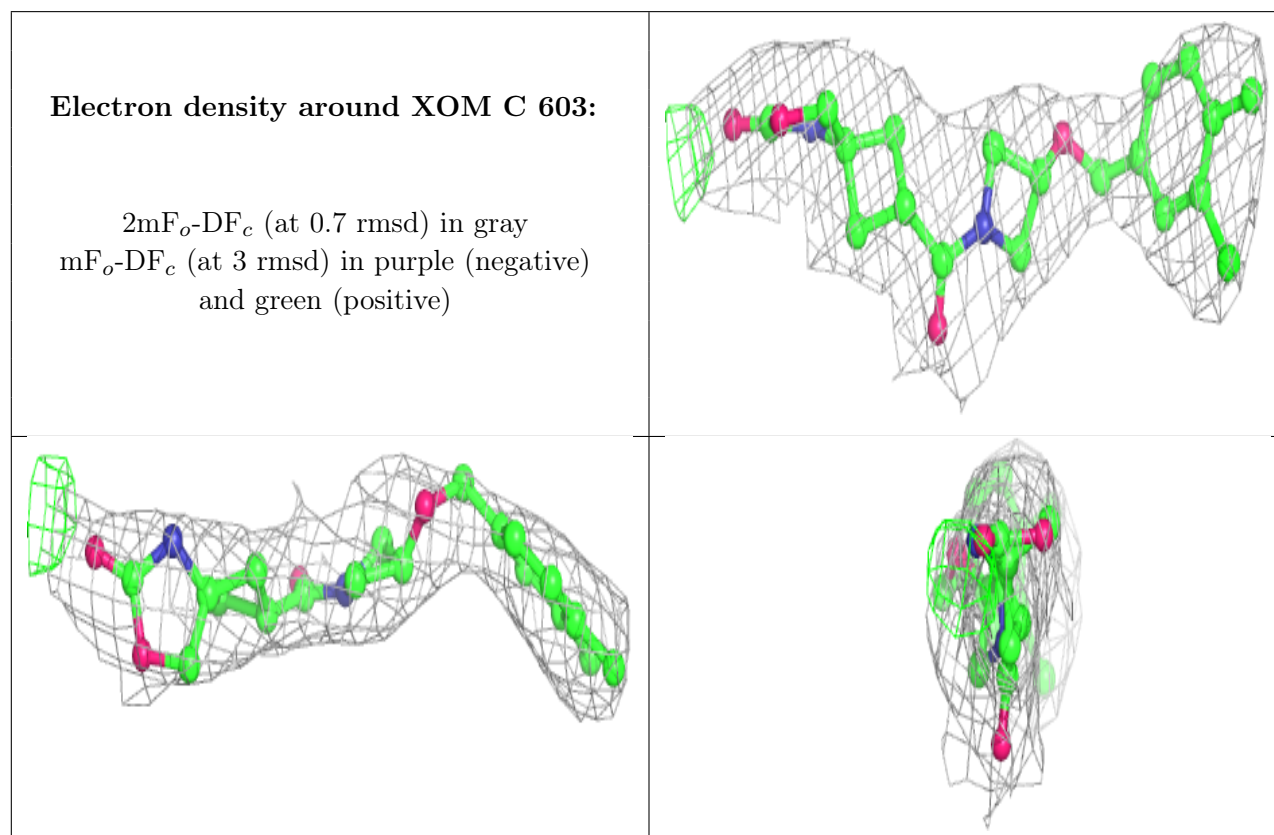 Electron density around XOM C 603:
2mFo-DFc (at 0.7 rmsd) in gray
mFo-DFc (at 3 rmsd) in purple (negative)
and green (positive)